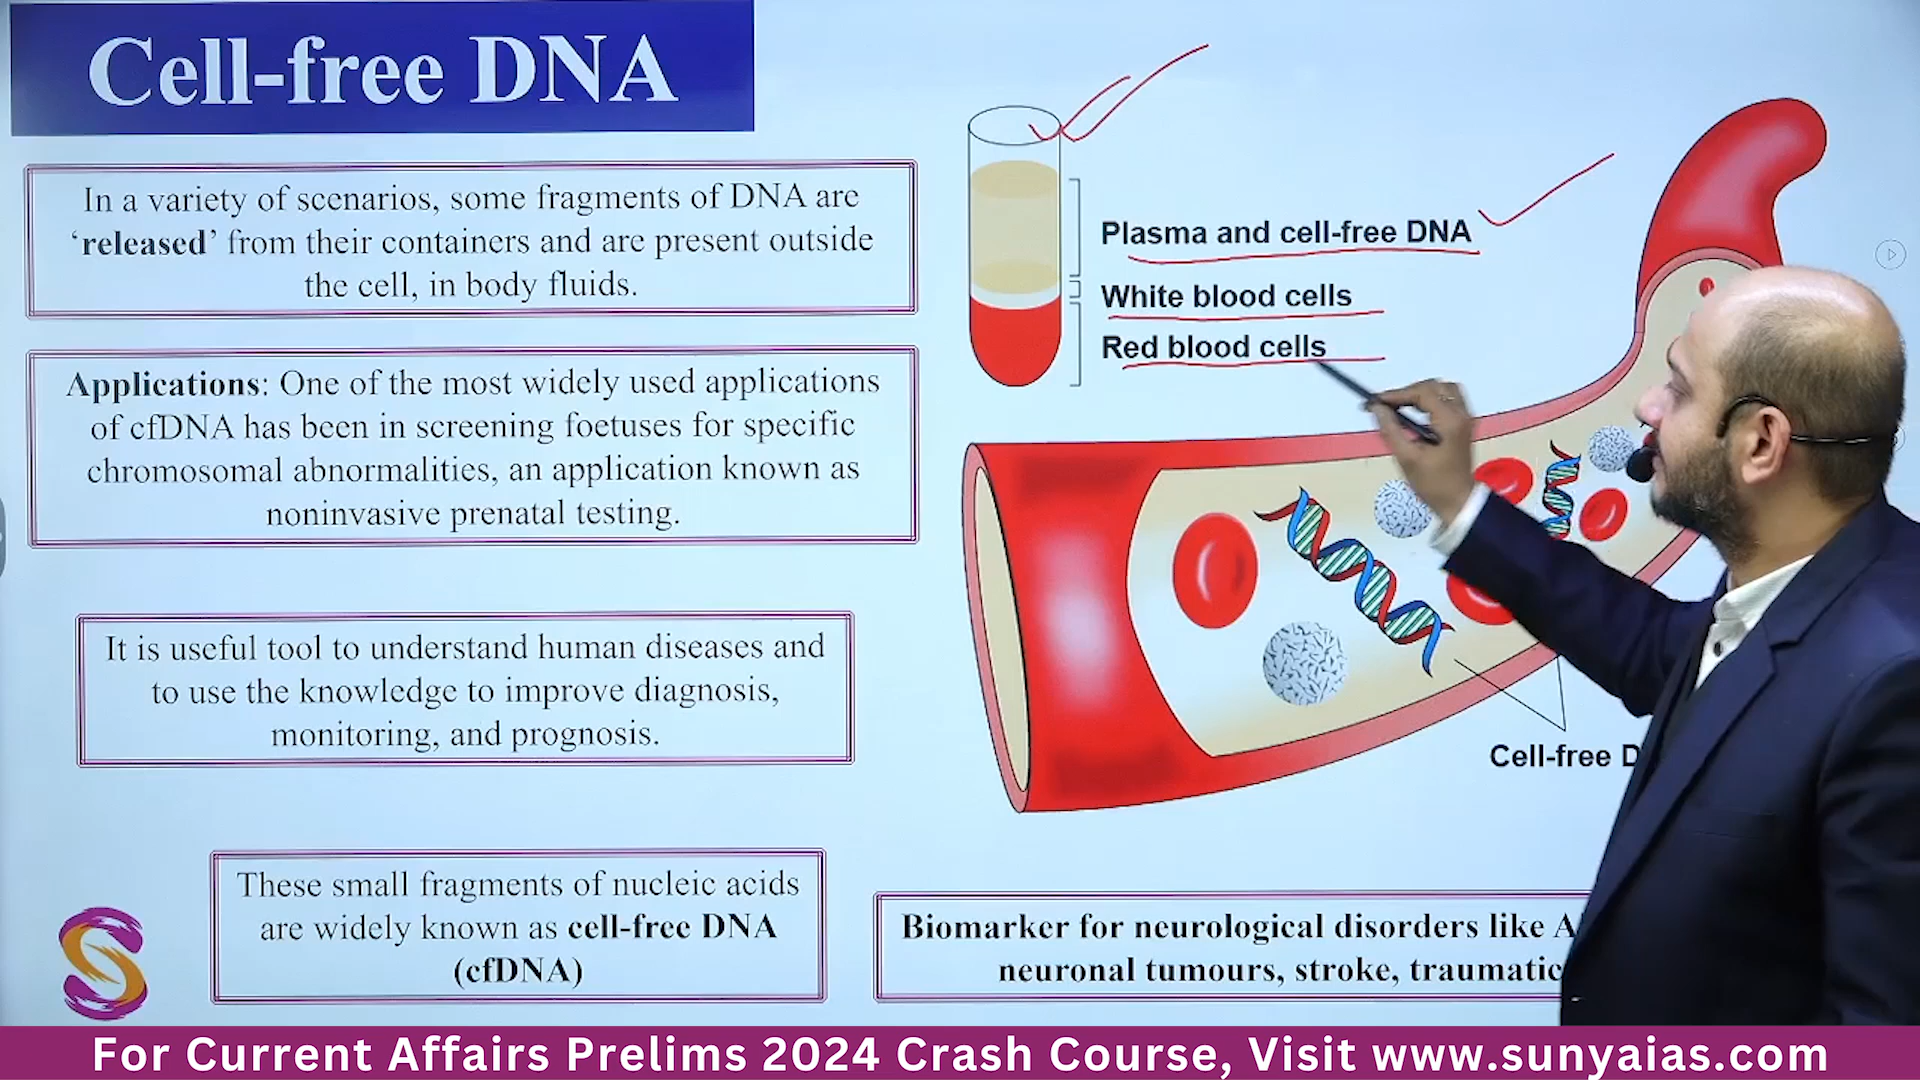 Cell-free DNA
In a variety of scenarios, some fragments of DNA are
‘released’ from their containers and are present outside
the cell, in body fluids.
Applications: One of the most widely used applications
of cfDNA has been in screening foetuses for specific
chromosomal abnormalities, an application known as
noninvasive prenatal testing.
It is useful tool to understand human diseases and
to use the knowledge to improve diagnosis,
monitoring, and prognosis.
These small fragments of nucleic acids
are widely known as cell-free DNA
(cfDNA)
Plasma and cell-free DNA
White blood cells
Red blood cells
Cell-free D
Biomarker for neurological disorders like A
neuronal tumours, stroke, traumatic
For Current Affairs Prelims 2024 Crash Course, Visit www.sunyaias.com